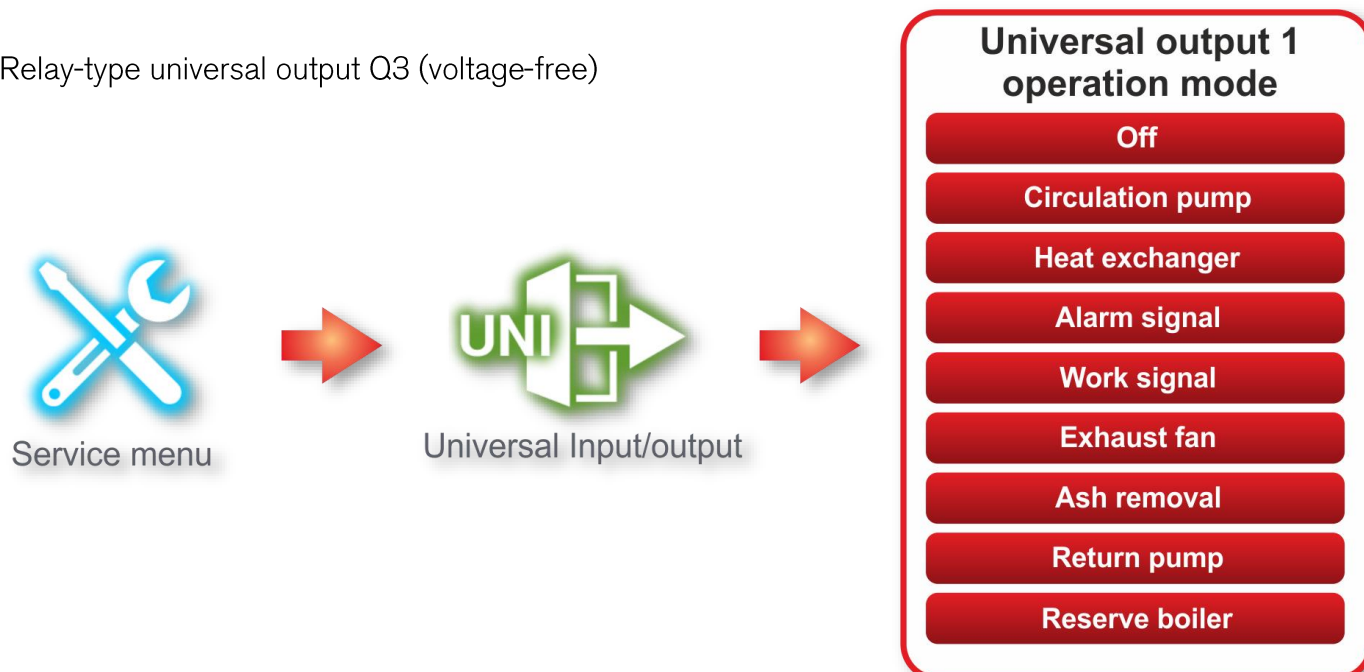 Relay-type universal output Q3 (voltage-free)
Service menu
UNI
Universal Input/output
Universal output 1
operation mode
Off
Circulation pump
Heat exchanger
Alarm signal
Work signal
Exhaust fan
Ash removal
Return pump
Reserve boiler